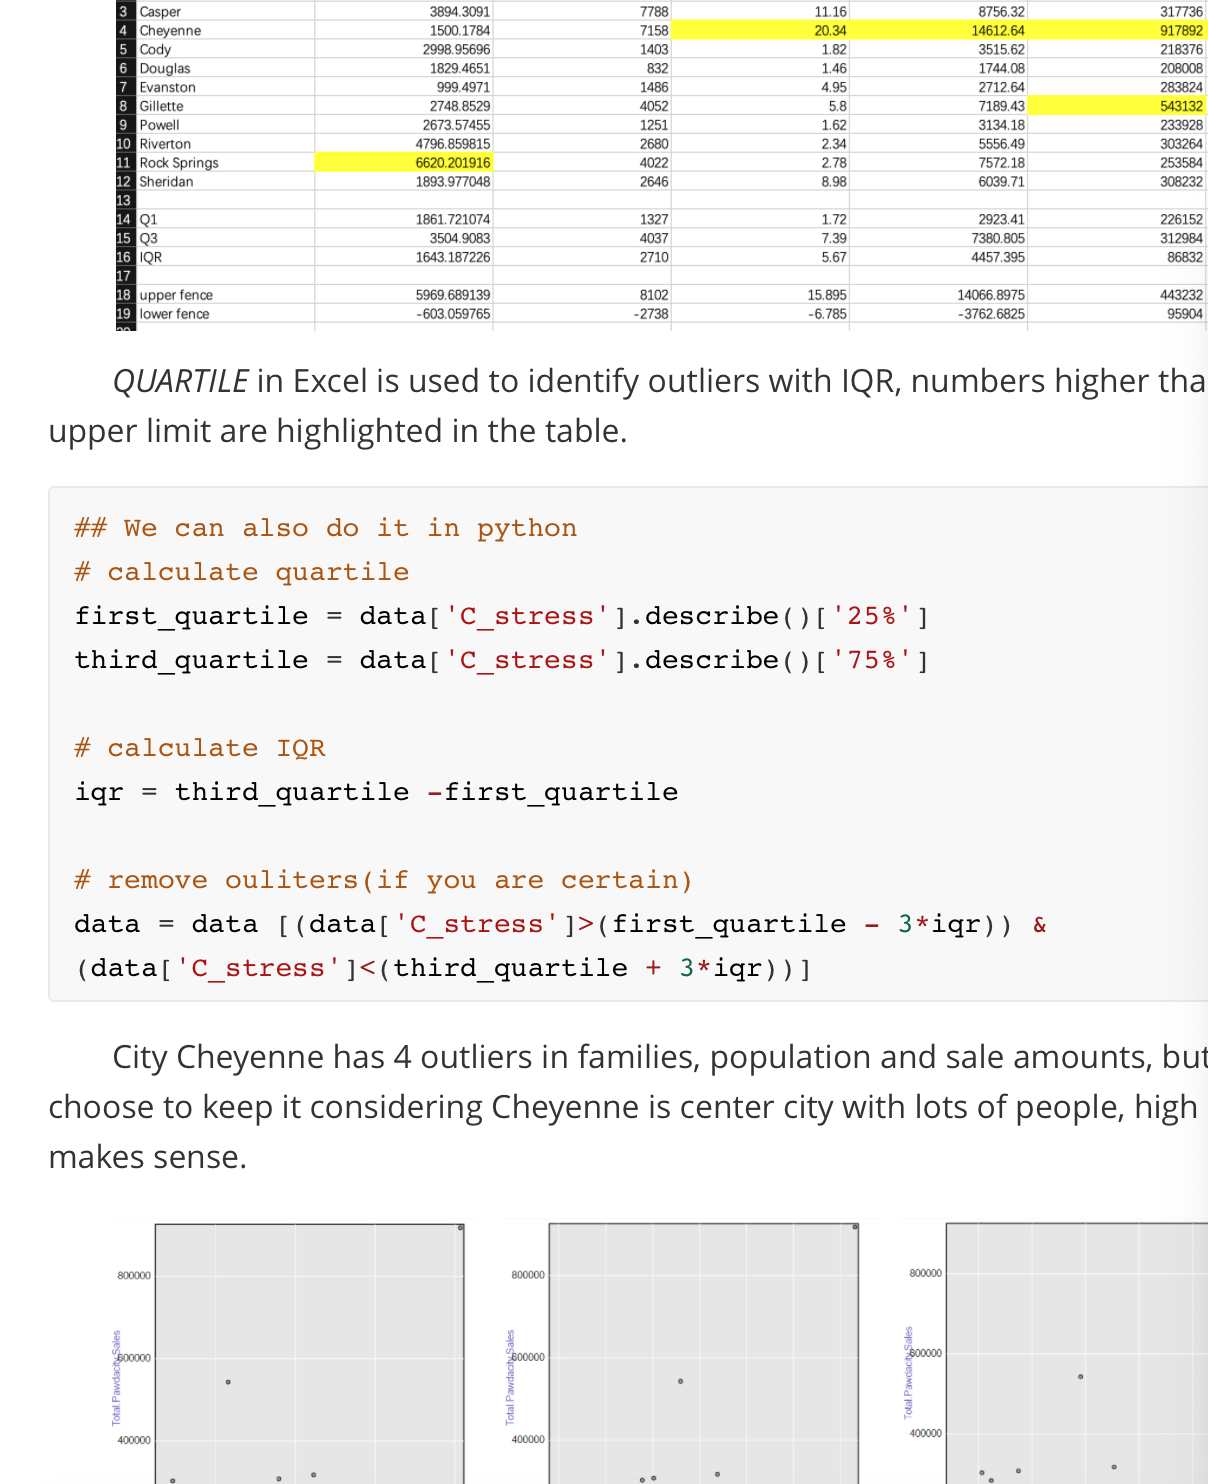 3 Casper 3894.3091 7788 11.16 8756.32 317736
4 Cheyenne 1500.1784 7158 20.34 14612.64 917892
5 Cody 2998.95696 1403 1.82 3515.62 218376
6 Douglas 1829.4651 832 1.46 1744.08 208008
7 Evanston 999.4971 1486 4.95 2712.64 283824
8 Gillette 2748.8529 4052 5.8 7189.43 543132
9 Powell 2673.57455 1251 1.62 3134.18 233928
10 Riverton 4796.859815 2680 2.34 5556.49 303264
11 Rock Springs 6620.201916 4022 2.78 7572.18 253584
12 Sheridan 1893.977048 2646 8.98 6039.71 308232
13
14 Q1 1861.721074 1327 1.72 2923.41 226152
15 Q3 3504.9083 4037 7.39 7380.805 312984
16 IQR 1643.187226 2710 5.67 4457.395 86832
17
18 upper fence 5969.689139 8102 15.895 14066.8975 443232
19 lower fence -603.059765 -2738 -6.785 -3762.6825 95904
QUARTILE in Excel is used to identify outliers with IQR, numbers higher tha
upper limit are highlighted in the table.
## We can also do it in python
# calculate quartile
first_quartile = data['C_stress'].describe()['25%']
third_quartile = data['C_stress'].describe()['75%']
# calculate IQR
iqr = third_quartile -first_quartile
# remove ouliters(if you are certain)
data = data [(data['C_stress']>(first_quartile - 3*iqr)) &
(data['C_stress']<(third_quartile + 3*iqr))]
City Cheyenne has 4 outliers in families, population and sale amounts, but
choose to keep it considering Cheyenne is center city with lots of people, high
makes sense.
800000 800000 800000
600000 600000 600000
400000 400000 400000
Total.Pawdacity.Sales
Total.Pawdacity.Sales
Total.Pawdacity.Sales